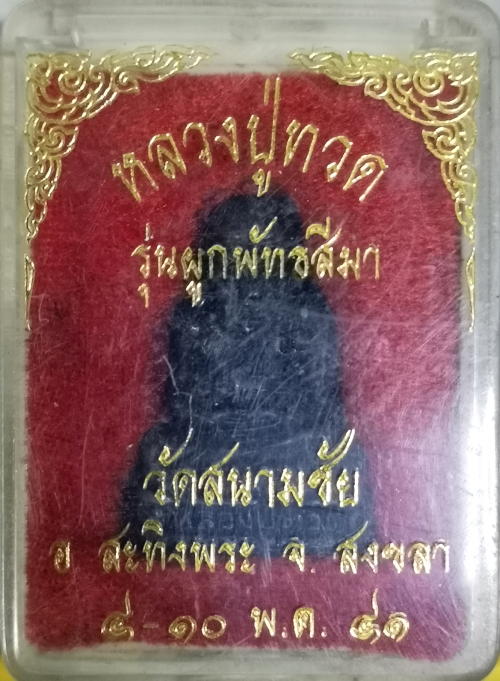 หลวงปู่ทวด
รุ่นผูกพัทธสีมา
วัดสนามชัย
อ สะทิงพระ จ. สงขลา
๔-๑๐ พ.ค. ๔๑